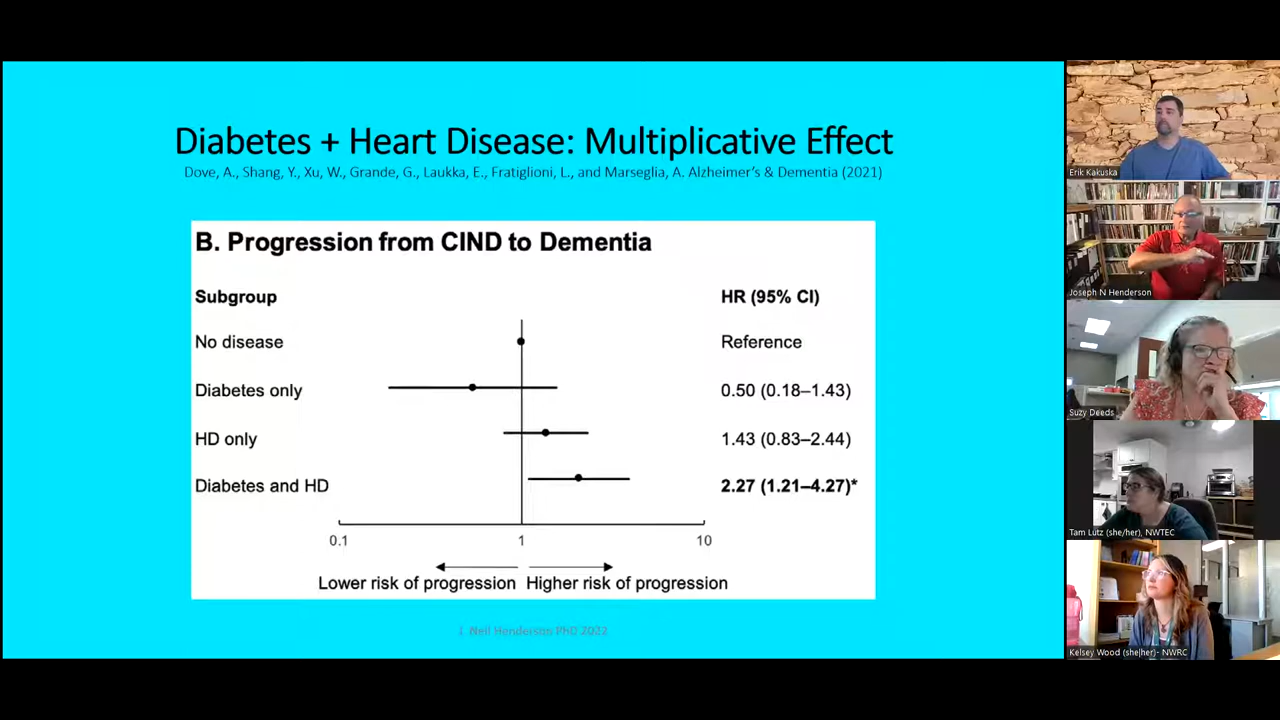 Diabetes + Heart Disease: Multiplicative Effect
Dove, A., Shang, Y., Xu, W., Grande, G., Laukka, E., Fratiglioni, L., and Marseglia, A. Alzheimer's & Dementia (2021)
B. Progression from CIND to Dementia
Subgroup HR (95% CI)
No disease Reference
Diabetes only 0.50 (0.18–1.43)
HD only 1.43 (0.83–2.44)
Diabetes and HD 2.27 (1.21–4.27)*
0.1 1 10
Lower risk of progression Higher risk of progression
J. Neil Henderson PhD 2022
Erik Kakuska
Joseph N Henderson
Suzy Deeds
Tam Lutz (she/her), NWTEC
Kelsey Wood (she|her)- NWRC